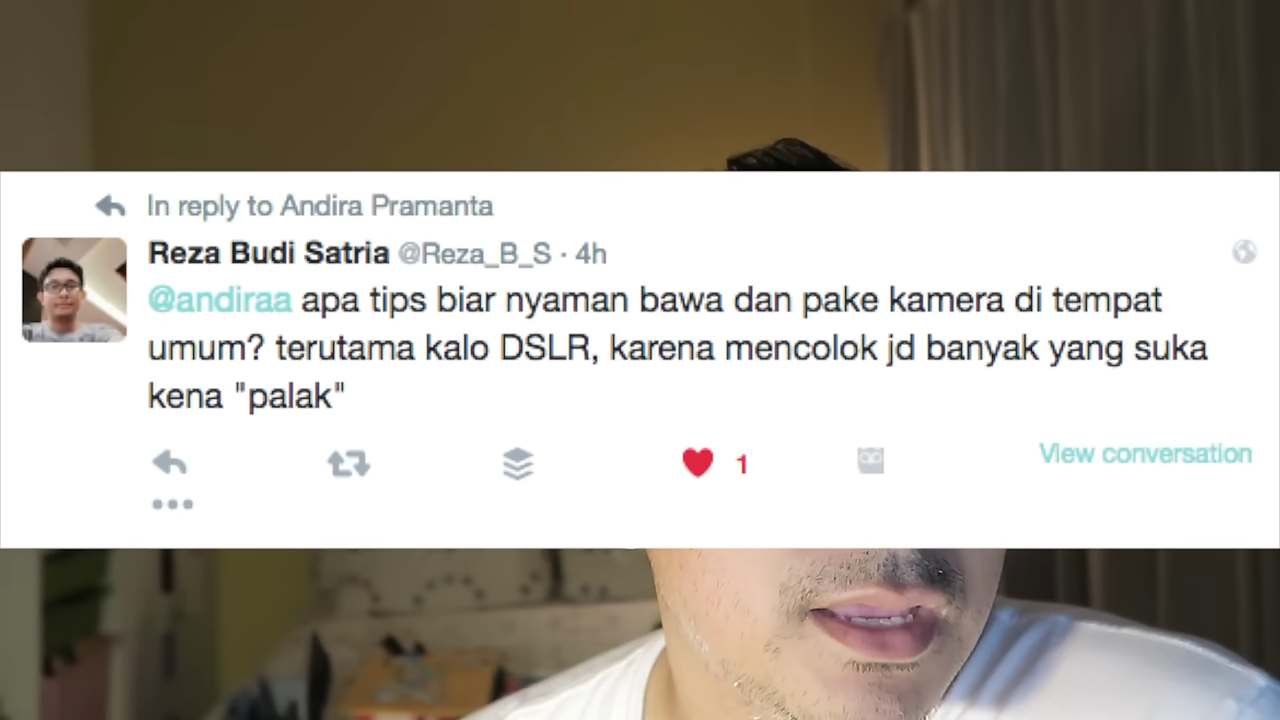 In reply to Andira Pramanta
Reza Budi Satria @Reza_B_S · 4h
@andiraa apa tips biar nyaman bawa dan pake kamera di tempat
umum? terutama kalo DSLR, karena mencolok jd banyak yang suka
kena "palak"
1
View conversation